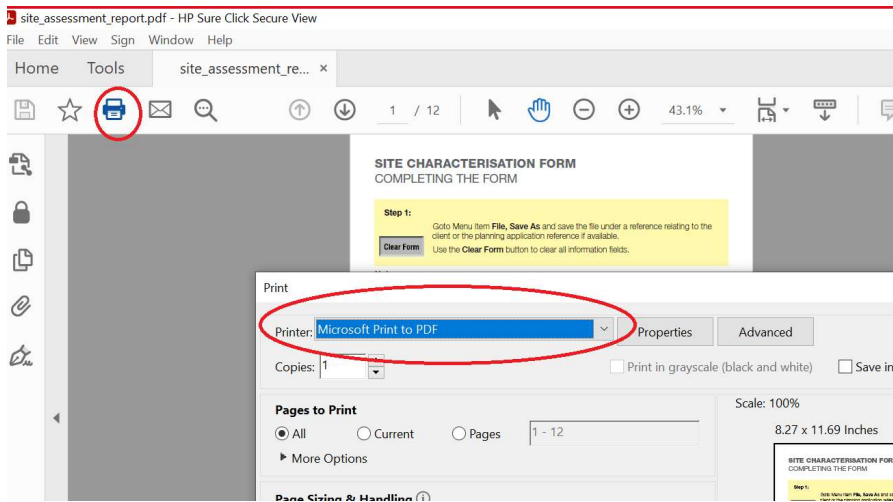 site_assessment_report.pdf - HP Sure Click Secure View
File Edit View Sign Window Help
Home Tools site_assessment_re... ×
1 / 12 43.1%
SITE CHARACTERISATION FORM
COMPLETING THE FORM
Step 1:
Goto Menu Item File, Save As and save the file under a reference relating to the
client or the planning application reference if available.
Clear Form Use the Clear Form button to clear all information fields.
Print
Printer: Microsoft Print to PDF Properties Advanced
Copies: 1 Print in grayscale (black and white) Save in
Pages to Print Scale: 100%
All Current Pages 1 - 12 8.27 x 11.69 Inches
More Options
SITE CHARACTERISATION FOR
COMPLETING THE FORM
Step 1:
Page Sizing & Handling